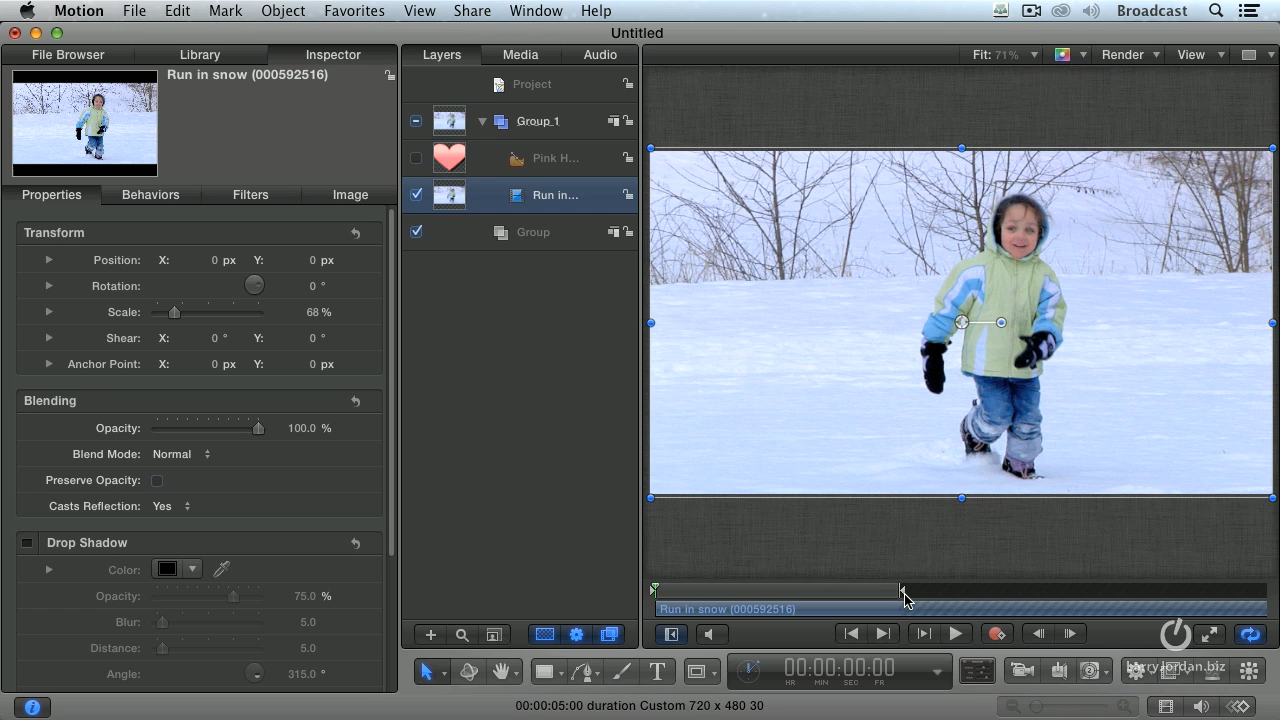 Motion File Edit Mark Object Favorites View Share Window Help Broadcast
Untitled
File Browser Library Inspector Layers Media Audio Fit: 71% Render View
Run in snow (000592516)
Project
Group_1
Pink H...
Run in...
Group
Properties Behaviors Filters Image
Transform
Position: X: 0 px Y: 0 px
Rotation: 0 °
Scale: 68 %
Shear: X: 0 ° Y: 0 °
Anchor Point: X: 0 px Y: 0 px
Blending
Opacity: 100.0 %
Blend Mode: Normal
Preserve Opacity:
Casts Reflection: Yes
Drop Shadow
Color:
Opacity: 75.0 %
Blur: 5.0
Distance: 5.0
Angle: 315.0 °
Run in snow (000592516)
T
00:00:00:00
HR MIN SEC FR
larryjordan.biz
00:00:05:00 duration Custom 720 x 480 30